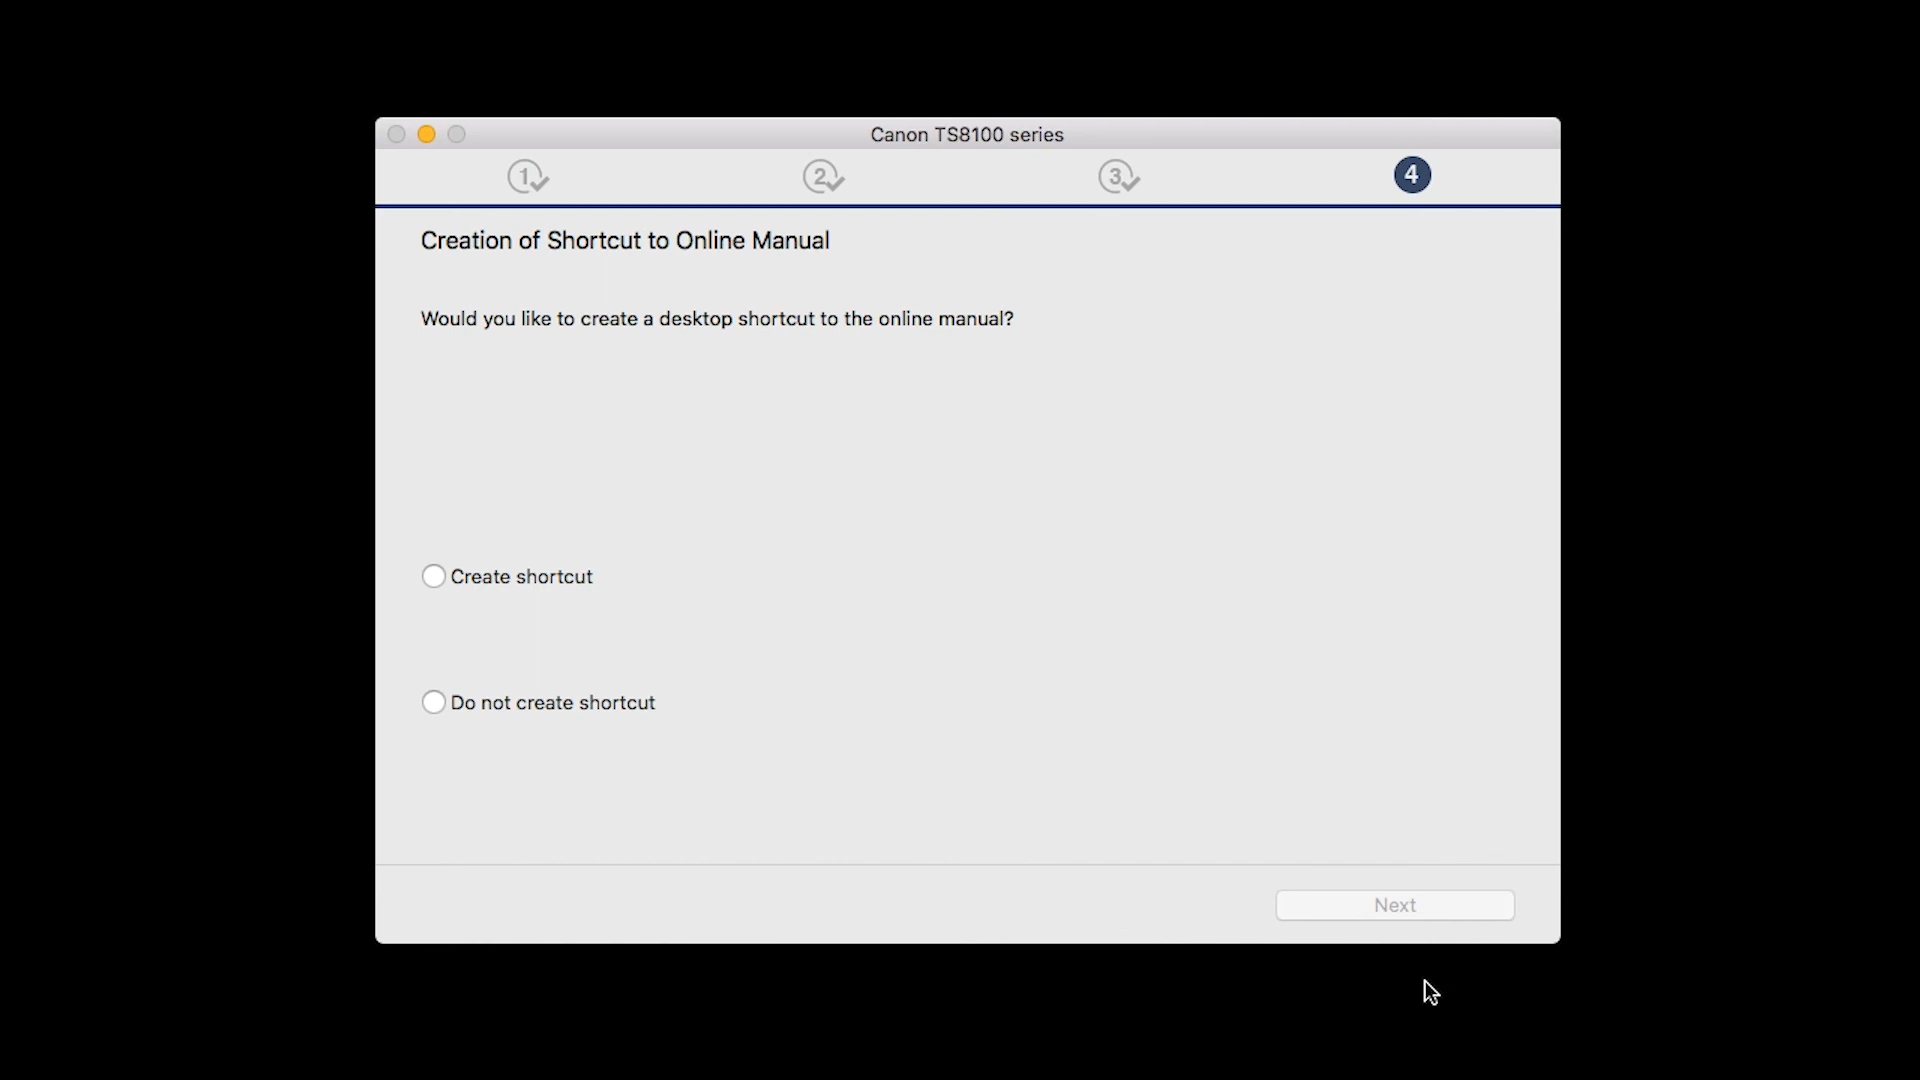 Canon TS8100 series
1 2 3 4
Creation of Shortcut to Online Manual
Would you like to create a desktop shortcut to the online manual?
Create shortcut
Do not create shortcut
Next